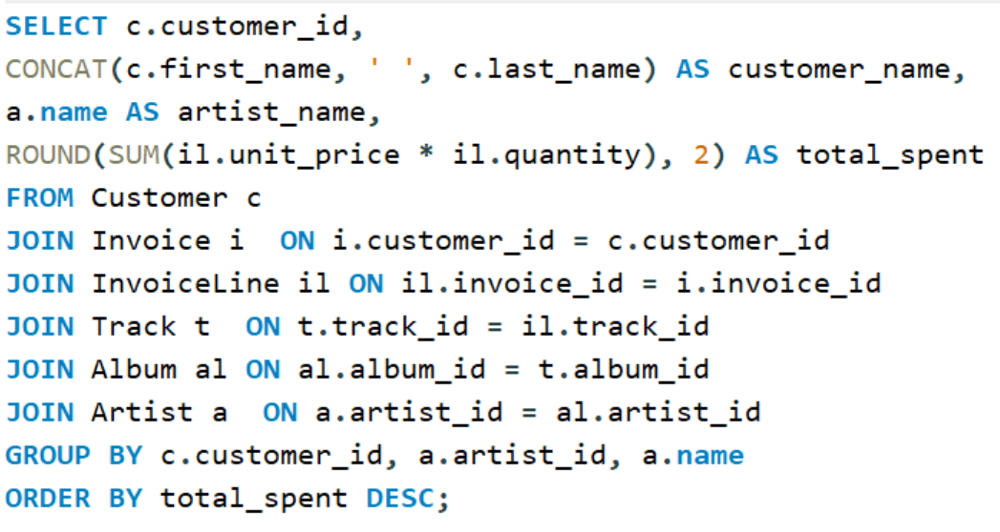 SELECT c.customer_id,
CONCAT(c.first_name, ' ', c.last_name) AS customer_name,
a.name AS artist_name,
ROUND(SUM(il.unit_price * il.quantity), 2) AS total_spent
FROM Customer c
JOIN Invoice i  ON i.customer_id = c.customer_id
JOIN InvoiceLine il ON il.invoice_id = i.invoice_id
JOIN Track t  ON t.track_id = il.track_id
JOIN Album al ON al.album_id = t.album_id
JOIN Artist a  ON a.artist_id = al.artist_id
GROUP BY c.customer_id, a.artist_id, a.name
ORDER BY total_spent DESC;